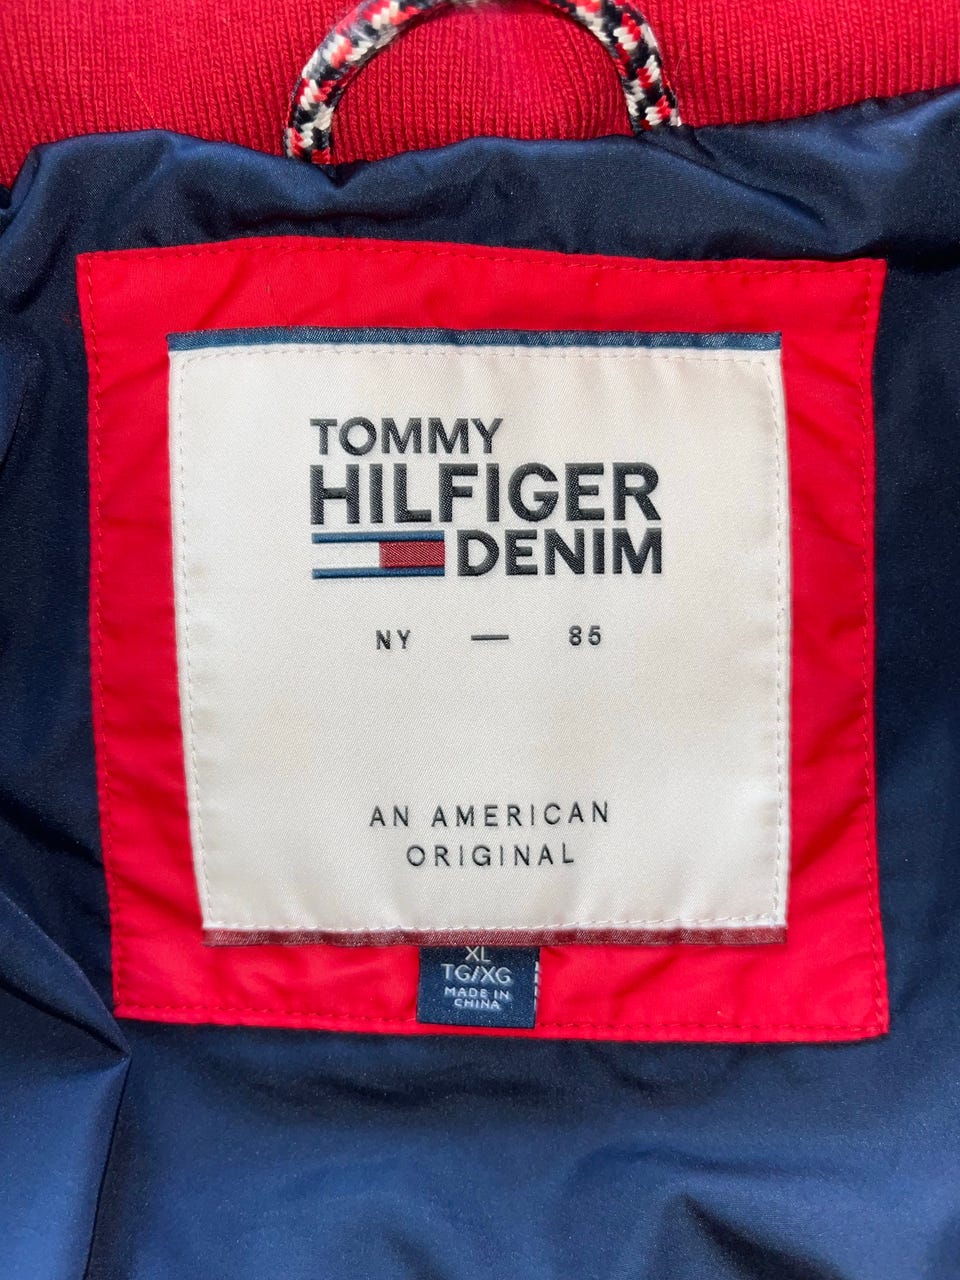 TOMMY
HILFIGER
DENIM
NY — 85
AN AMERICAN
ORIGINAL
XL
TG/XG
MADE IN
CHINA